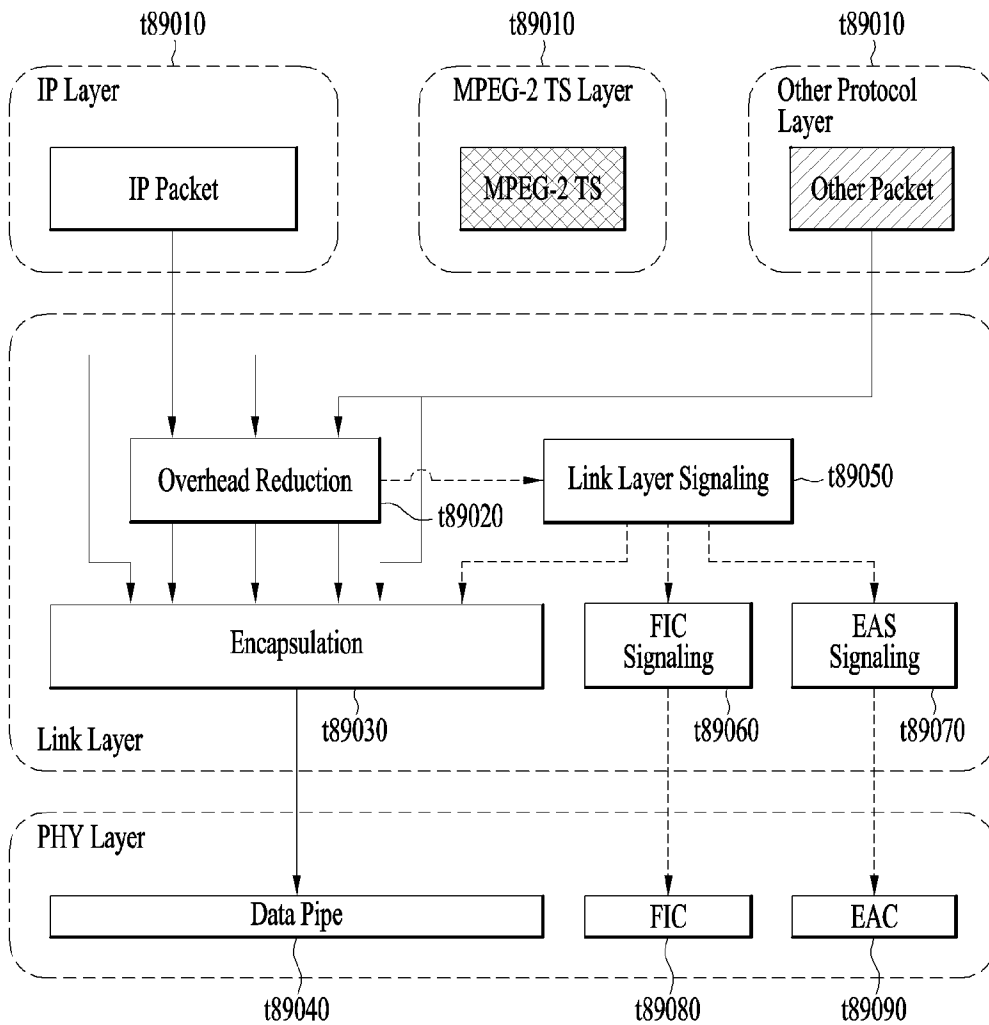 t89010
t89010
t89010
IP Layer
MPEG-2 TS Layer
Other Protocol
Layer
IP Packet
MPEG-2 TS
Other Packet
Overhead Reduction
Link Layer Signaling
t89050
t89020
Encapsulation
FIC
Signaling
EAS
Signaling
t89030
t89060
t89070
Link Layer
PHY Layer
Data Pipe
FIC
EAC
t89040
t89080
t89090